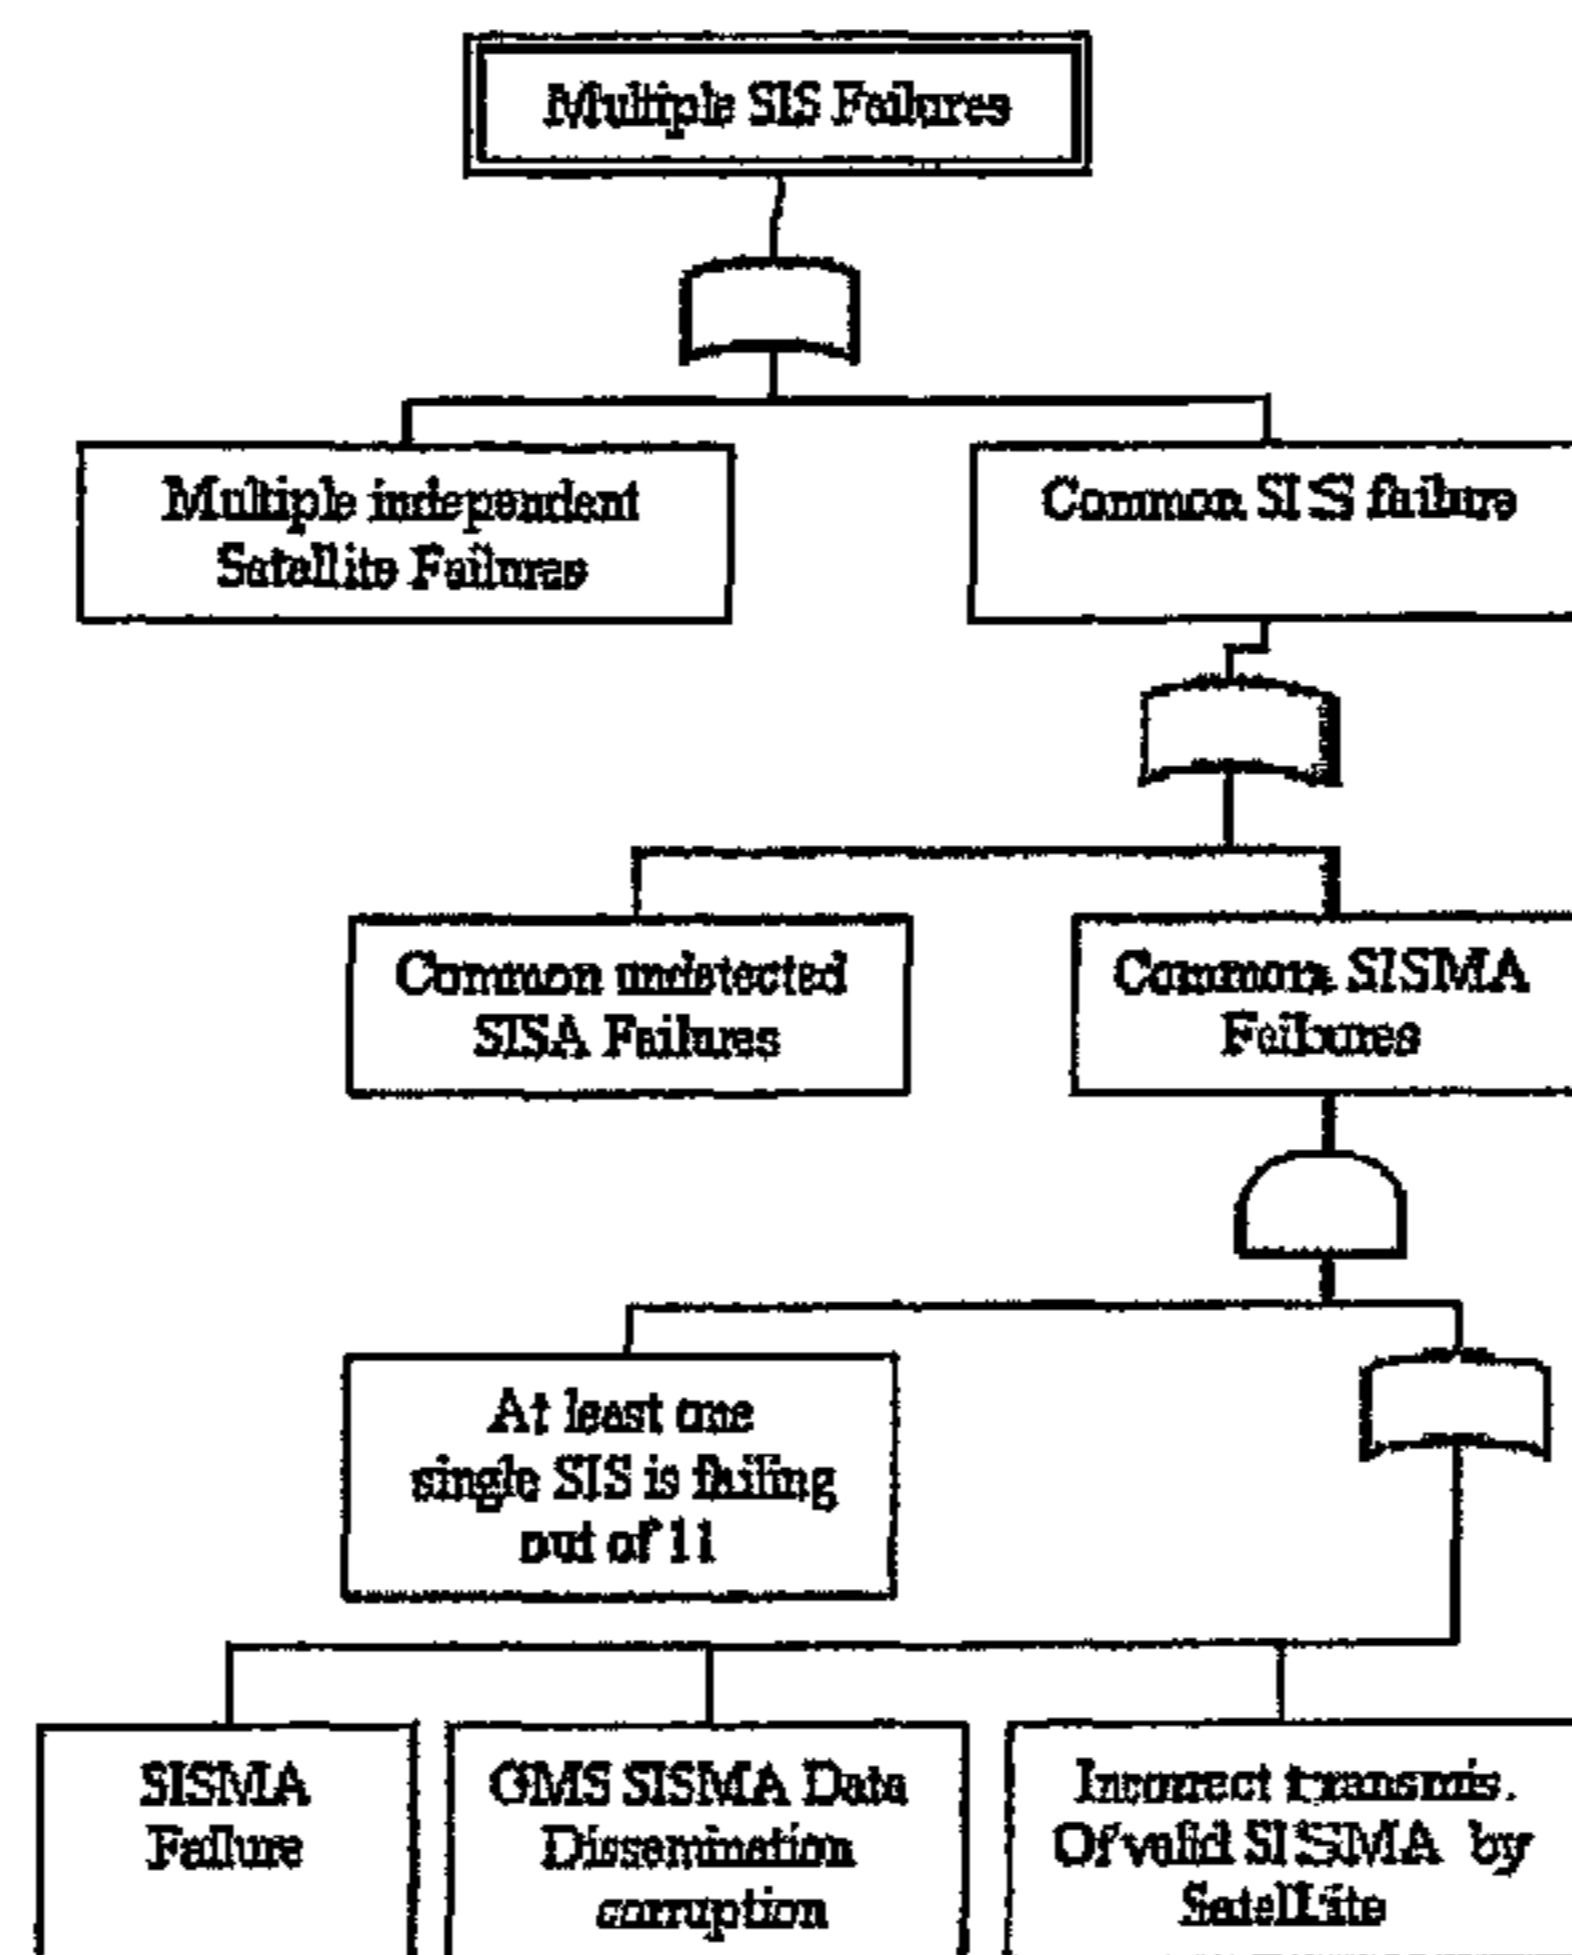 Multiple SIS Failures
Multiple independent
Satellite Failures
Common SIS failure
Common undetected
SISA Failures
Common SISMA
Failures
At least one
single SIS is failing
out of 11
SISMA
Failure
GMS SISMA Data
Dissemination
corruption
Incorrect transmis.
Of valid SISMA by
Satellite